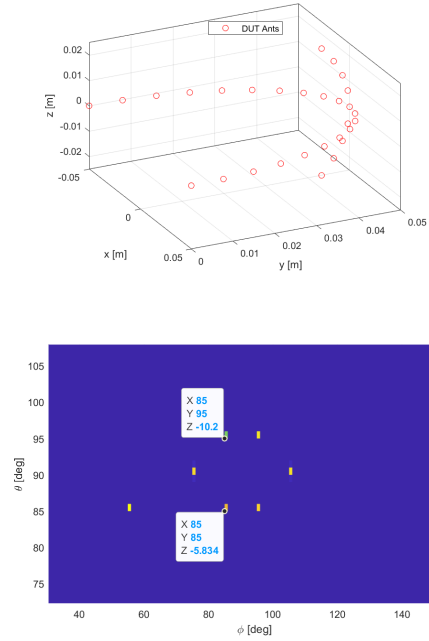 DUT Ants
0.02
0.01
0
-0.01
-0.02
z [m]
-0.05
0
0.05
x [m]
0
0.01
0.02
0.03
0.04
0.05
y [m]
105
100
95
90
85
80
75
θ [deg]
X 85
Y 95
Z -10.2
X 85
Y 85
Z -5.834
40
60
80
100
120
140
ϕ [deg]